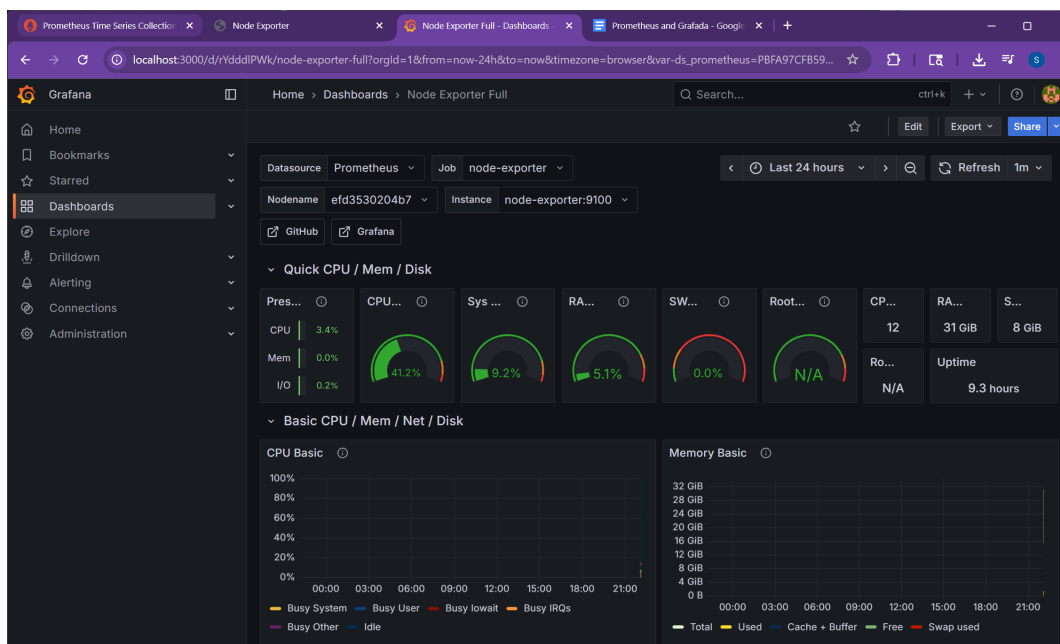 Prometheus Time Series Collection
Node Exporter
Node Exporter Full - Dashboards -
Prometheus and Grafada - Google
localhost:3000/d/rYdddlPWk/node-exporter-full?orgId=1&from=now-24h&to=now&timezone=browser&var-ds_prometheus=PBFA97CFB59...
S
Grafana
Home › Dashboards › Node Exporter Full
Search...
ctrl+k
Home
Bookmarks
Starred
Dashboards
Explore
Drilldown
Alerting
Connections
Administration
Edit
Export
Share
Datasource Prometheus
Job node-exporter
Last 24 hours
Refresh 1m
Nodename efd3530204b7
Instance node-exporter:9100
GitHub
Grafana
Quick CPU / Mem / Disk
Pres...
CPU 3.4%
Mem 0.0%
I/O 0.2%
CPU...
41.2%
Sys ...
9.2%
RA...
5.1%
SW...
0.0%
Root...
N/A
CP...
12
RA...
31 GiB
S...
8 GiB
Ro...
N/A
Uptime
9.3 hours
Basic CPU / Mem / Net / Disk
CPU Basic
100%
80%
60%
40%
20%
0%
00:00 03:00 06:00 09:00 12:00 15:00 18:00 21:00
Busy System Busy User Busy Iowait Busy IRQs
Busy Other Idle
Memory Basic
32 GiB
28 GiB
24 GiB
20 GiB
16 GiB
12 GiB
8 GiB
4 GiB
0 B
00:00 03:00 06:00 09:00 12:00 15:00 18:00 21:00
Total Used Cache + Buffer Free Swap used